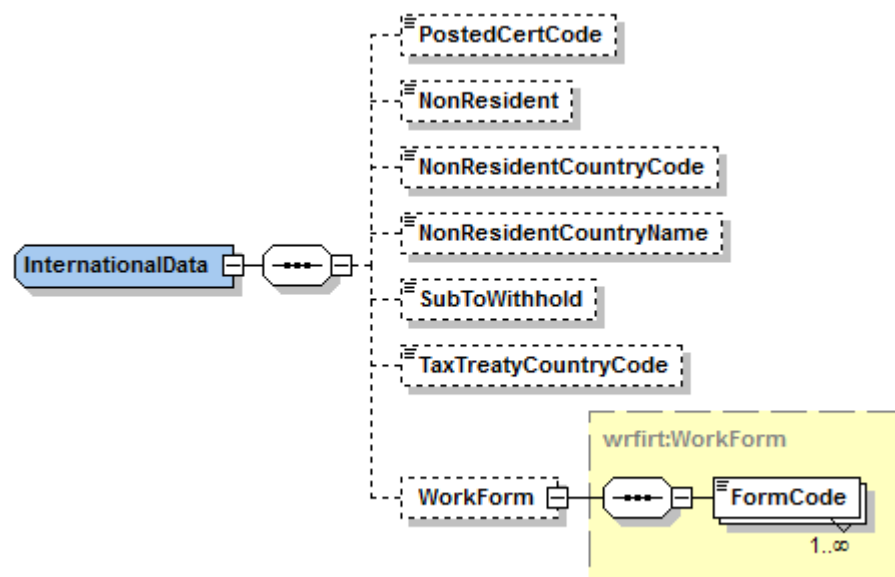 PostedCertCode
NonResident
NonResidentCountryCode
NonResidentCountryName
InternationalData
SubToWithhold
TaxTreatyCountryCode
wrfirt:WorkForm
WorkForm
FormCode
1..∞